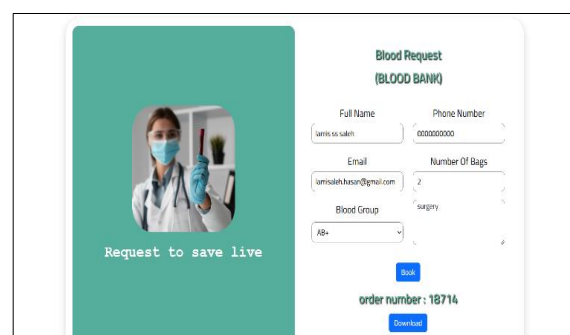 Blood Request
(BLOOD BANK)
Full Name
Phone Number
lamis ss saleh
0000000000
Email
Number Of Bags
lamisaleh.hasan@gmail.com
2
Blood Group
surgery
AB+
Request to save live
Book
order number : 18714
Download